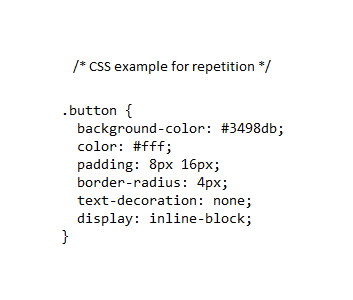 /* CSS example for repetition */
.button {
  background-color: #3498db;
  color: #fff;
  padding: 8px 16px;
  border-radius: 4px;
  text-decoration: none;
  display: inline-block;
}